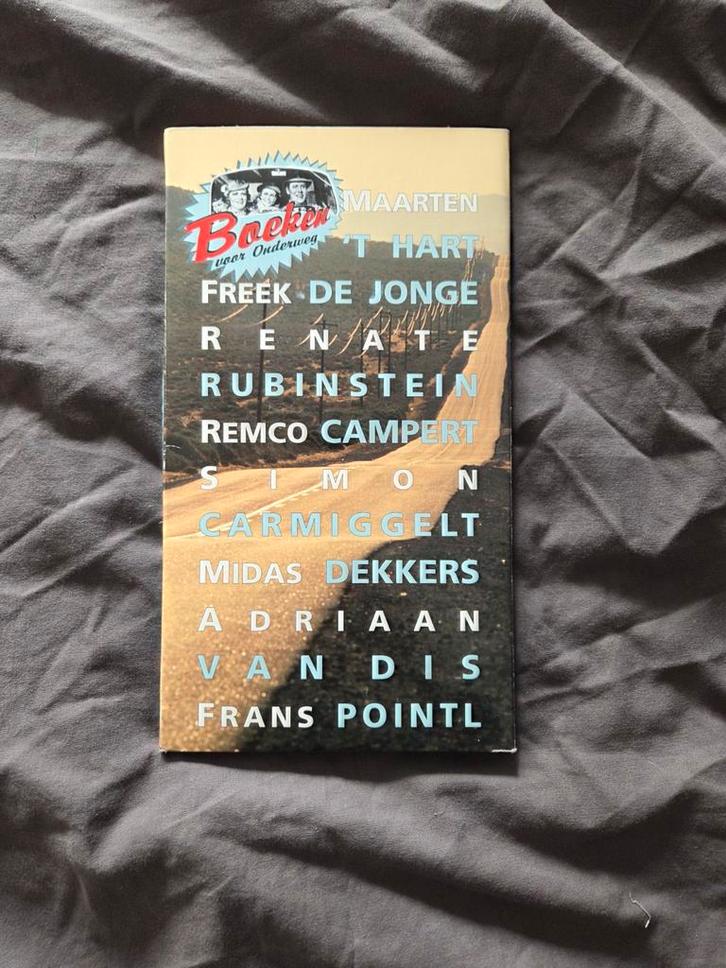 Boeken
voor Onderweg
MAARTEN
'T HART
FREEK DE JONGE
RENATE
RUBINSTEIN
REMCO CAMPERT
SIMON
CARMIGGELT
MIDAS DEKKERS
ADRIAAN
VAN DIS
FRANS POINTL